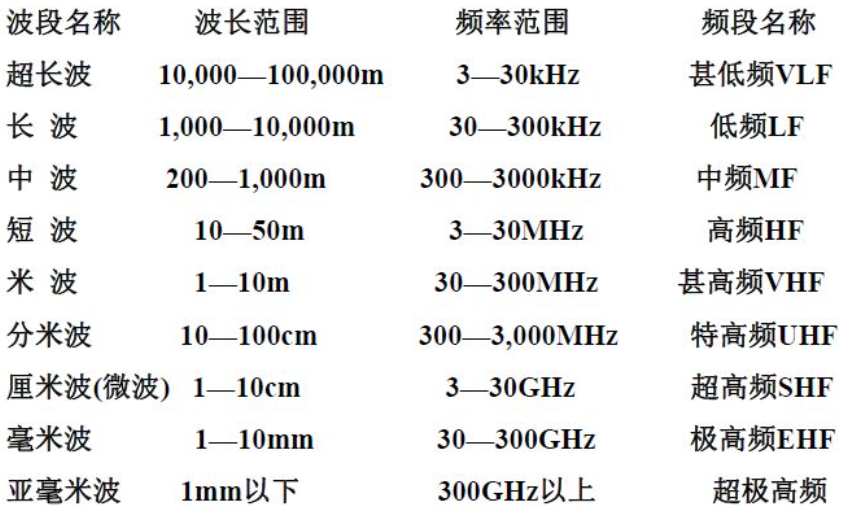 波段名称 波长范围 频率范围 频段名称
超长波 10,000—100,000m 3—30kHz 甚低频VLF
长 波 1,000—10,000m 30—300kHz 低频LF
中 波 200—1,000m 300—3000kHz 中频MF
短 波 10—50m 3—30MHz 高频HF
米 波 1—10m 30—300MHz 甚高频VHF
分米波 10—100cm 300—3,000MHz 特高频UHF
厘米波(微波) 1—10cm 3—30GHz 超高频SHF
毫米波 1—10mm 30—300GHz 极高频EHF
亚毫米波 1mm以下 300GHz以上 超极高频